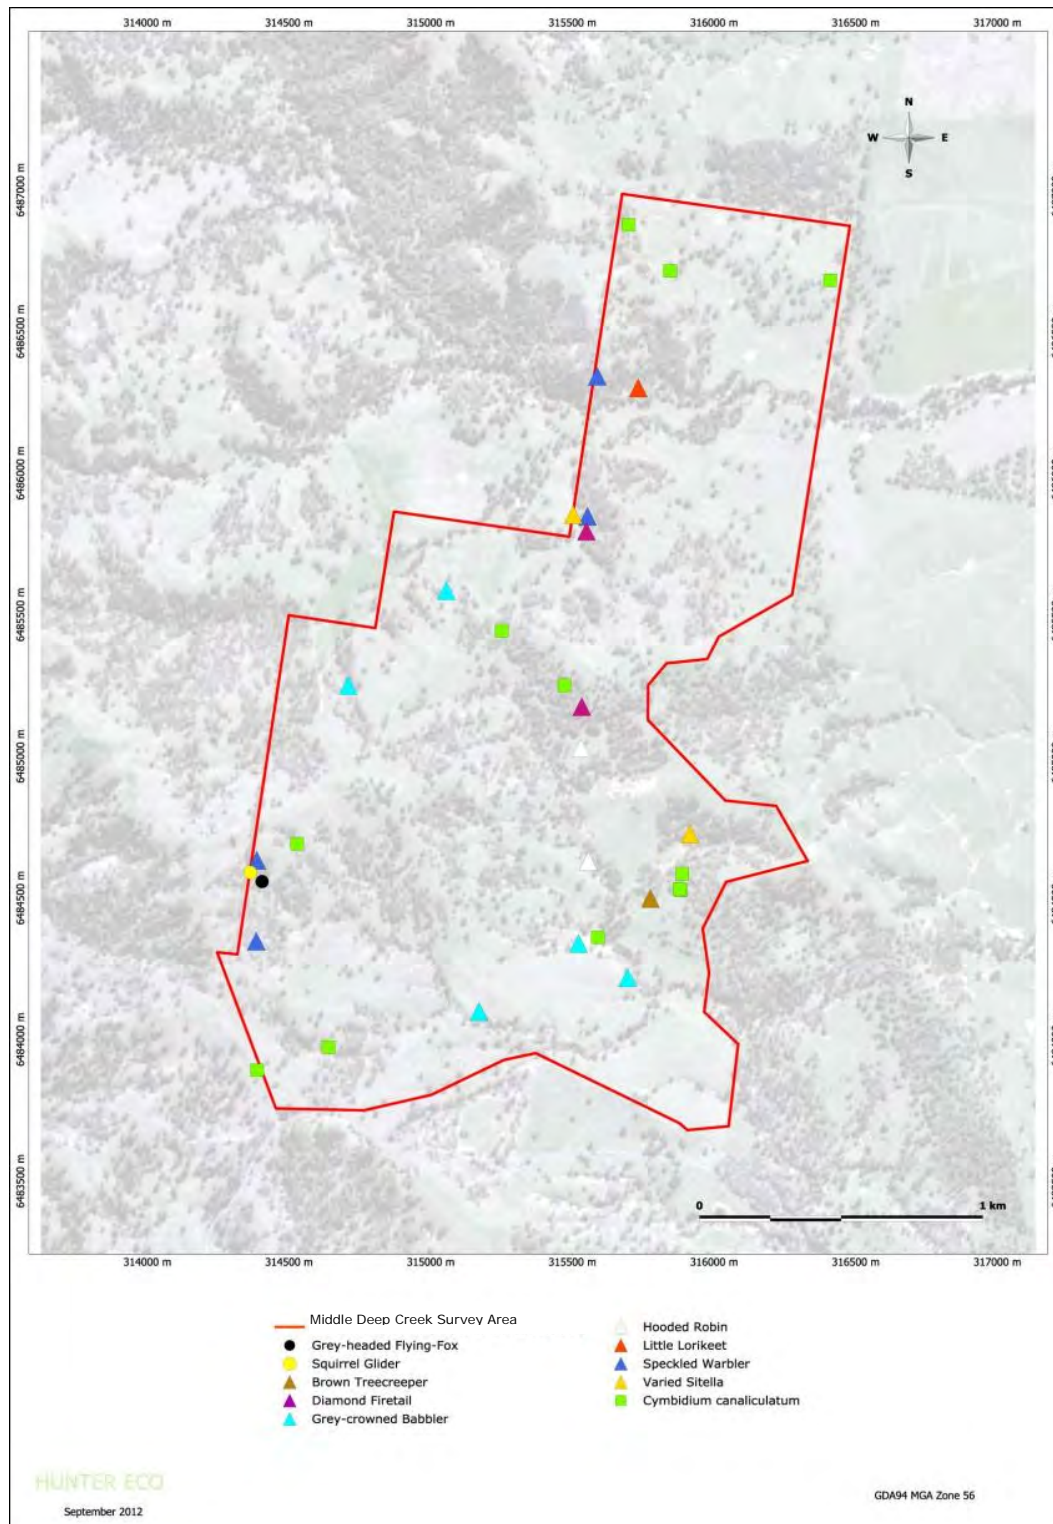 314000 m 314500 m 315000 m 315500 m 316000 m 316500 m 317000 m
N
W E
S
6487000 m
6486500 m
6486000 m
6485500 m
6485000 m
6484500 m
6484000 m
6483500 m
0 1 km
314000 m 314500 m 315000 m 315500 m 316000 m 316500 m 317000 m
Middle Deep Creek Survey Area
Grey-headed Flying-Fox
Squirrel Glider
Brown Treecreeper
Diamond Firetail
Grey-crowned Babbler
Hooded Robin
Little Lorikeet
Speckled Warbler
Varied Sitella
Cymbidium canaliculatum
HUNTER ECO
September 2012
GDA94 MGA Zone 56